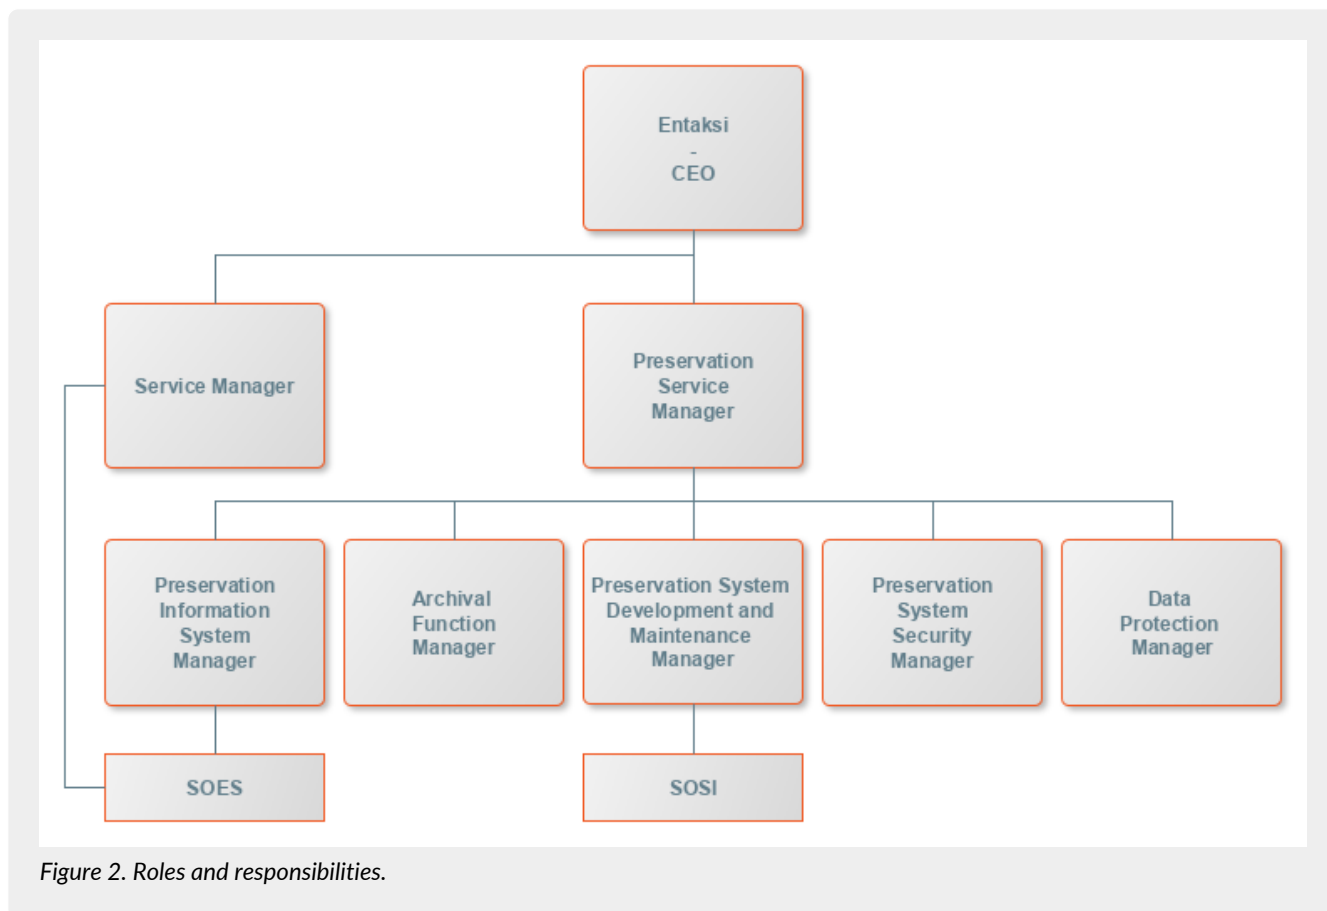 Entaksi
-
CEO
Service Manager
Preservation
Service
Manager
Preservation
Information
System
Manager
Archival
Function
Manager
Preservation System
Development and
Maintenance
Manager
Preservation
System
Security
Manager
Data
Protection
Manager
SOES
SOSI
Figure 2. Roles and responsibilities.